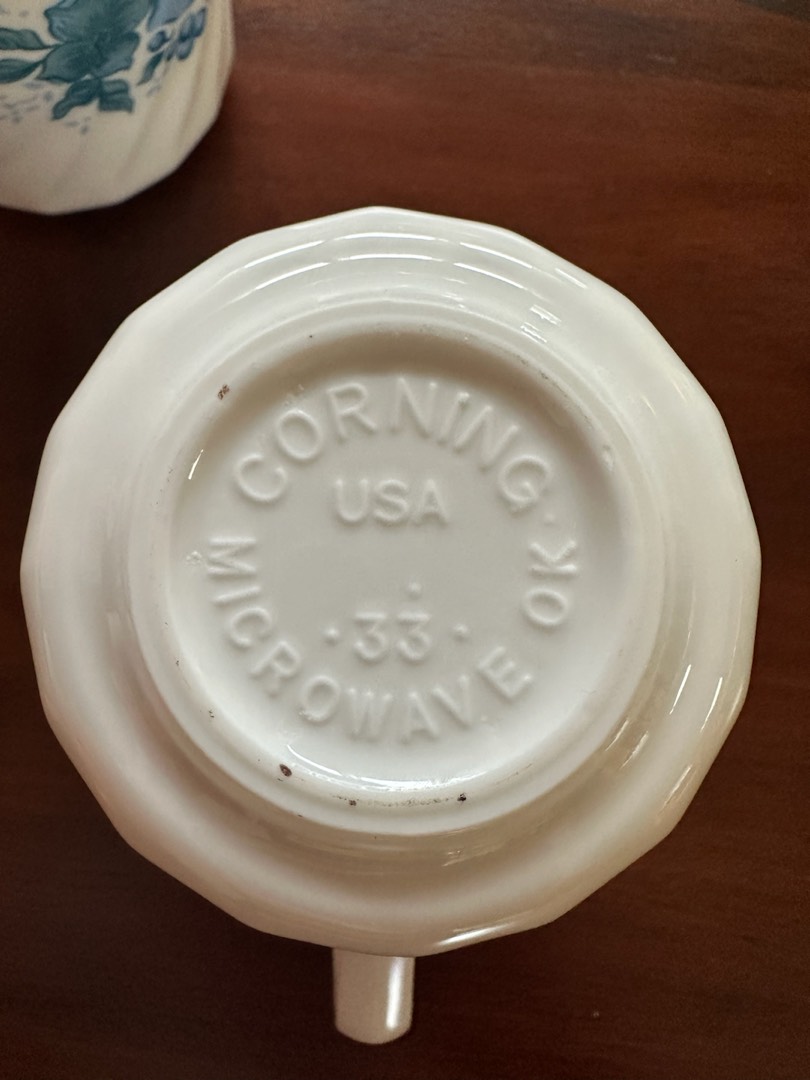 CORNING
USA
· 33 ·
MICROWAVE OK